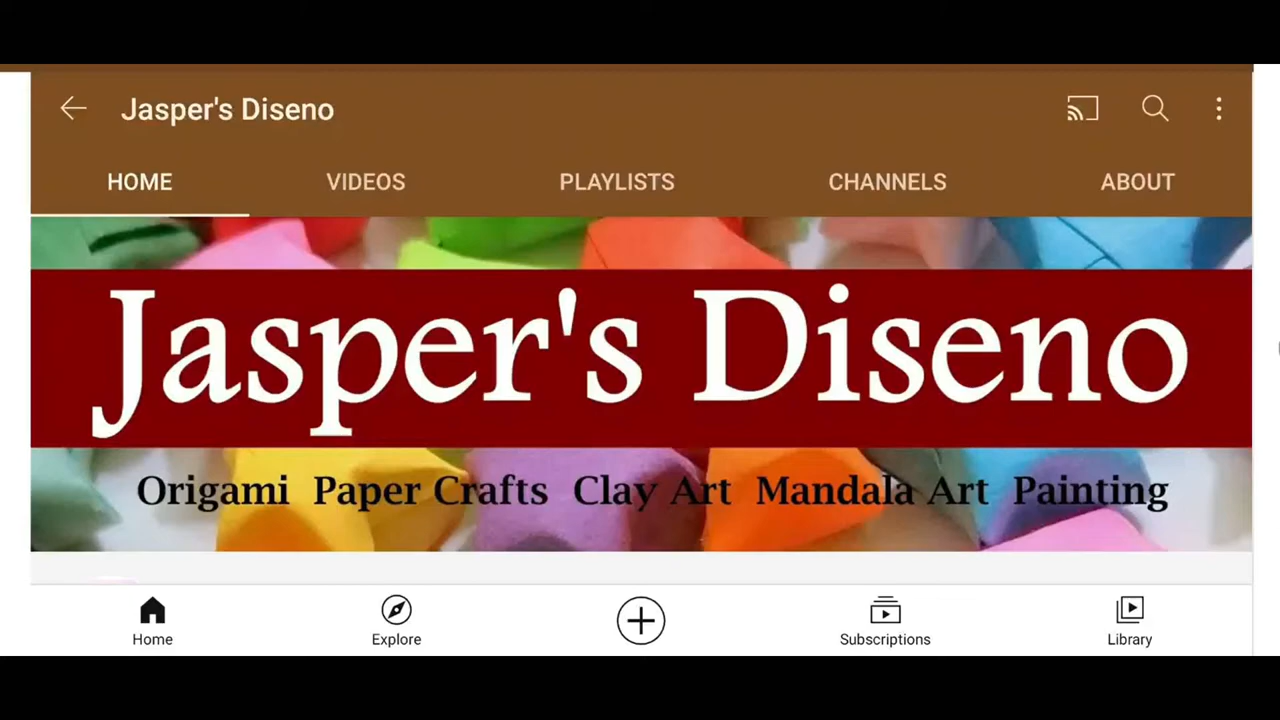 Jasper's Diseno
HOME VIDEOS PLAYLISTS CHANNELS ABOUT
Jasper's Diseno
Origami Paper Crafts Clay Art Mandala Art Painting
Home Explore Subscriptions Library